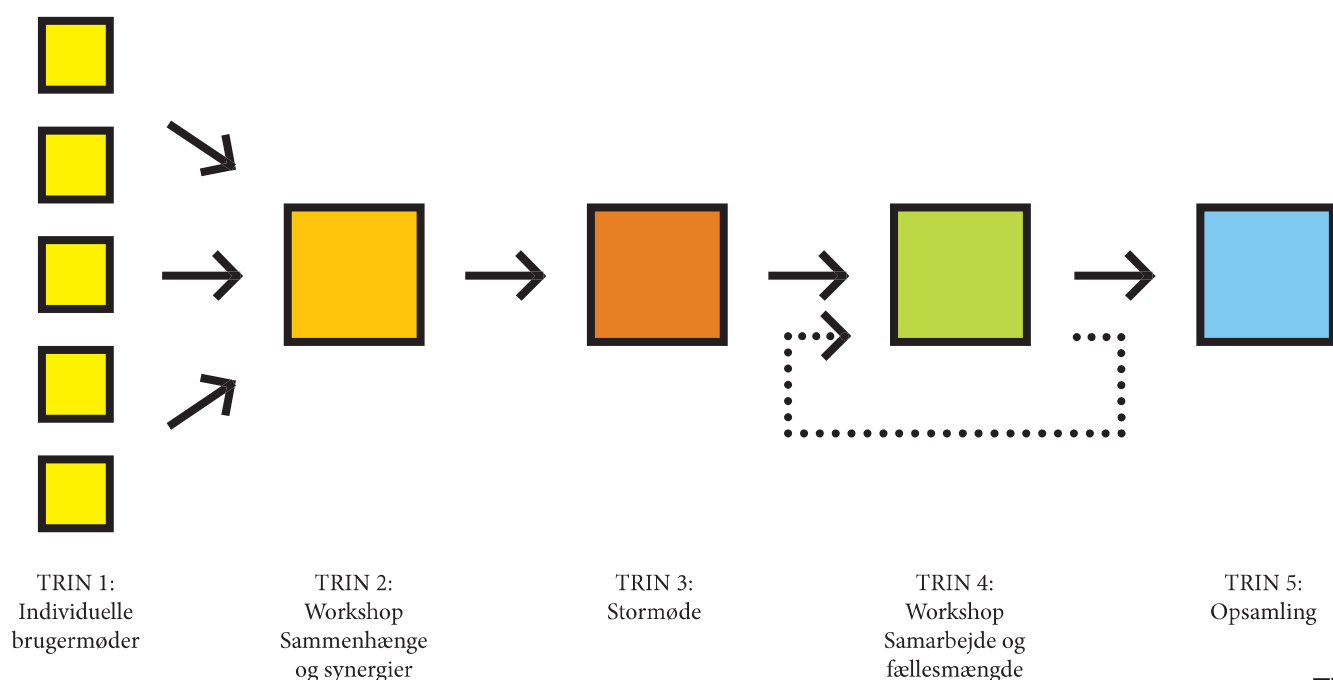 TRIN 1:
Individuelle
brugermøder
TRIN 2:
Workshop
Sammenhænge
og synergier
TRIN 3:
Stormøde
TRIN 4:
Workshop
Samarbejde og
fællesmængde
TRIN 5:
Opsamling